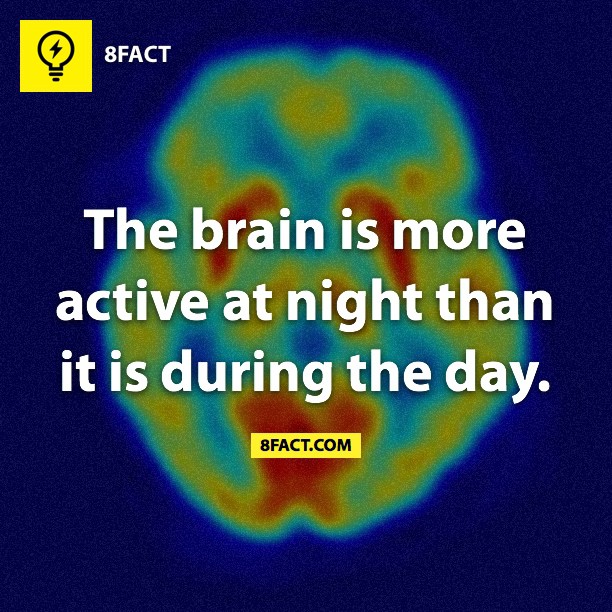 8FACT
The brain is more
active at night than
it is during the day.
8FACT.COM